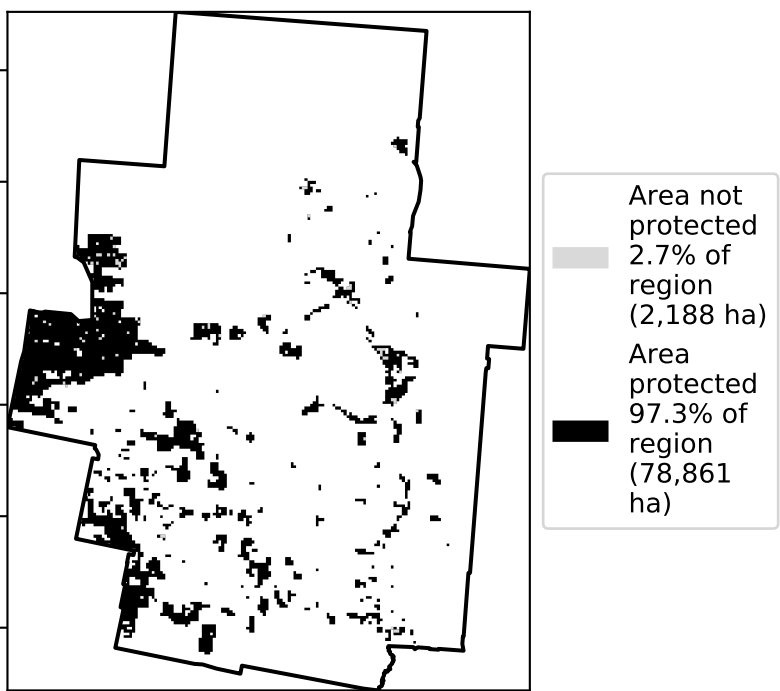 Area not
protected
2.7% of
region
(2,188 ha)
Area
protected
97.3% of
region
(78,861
ha)